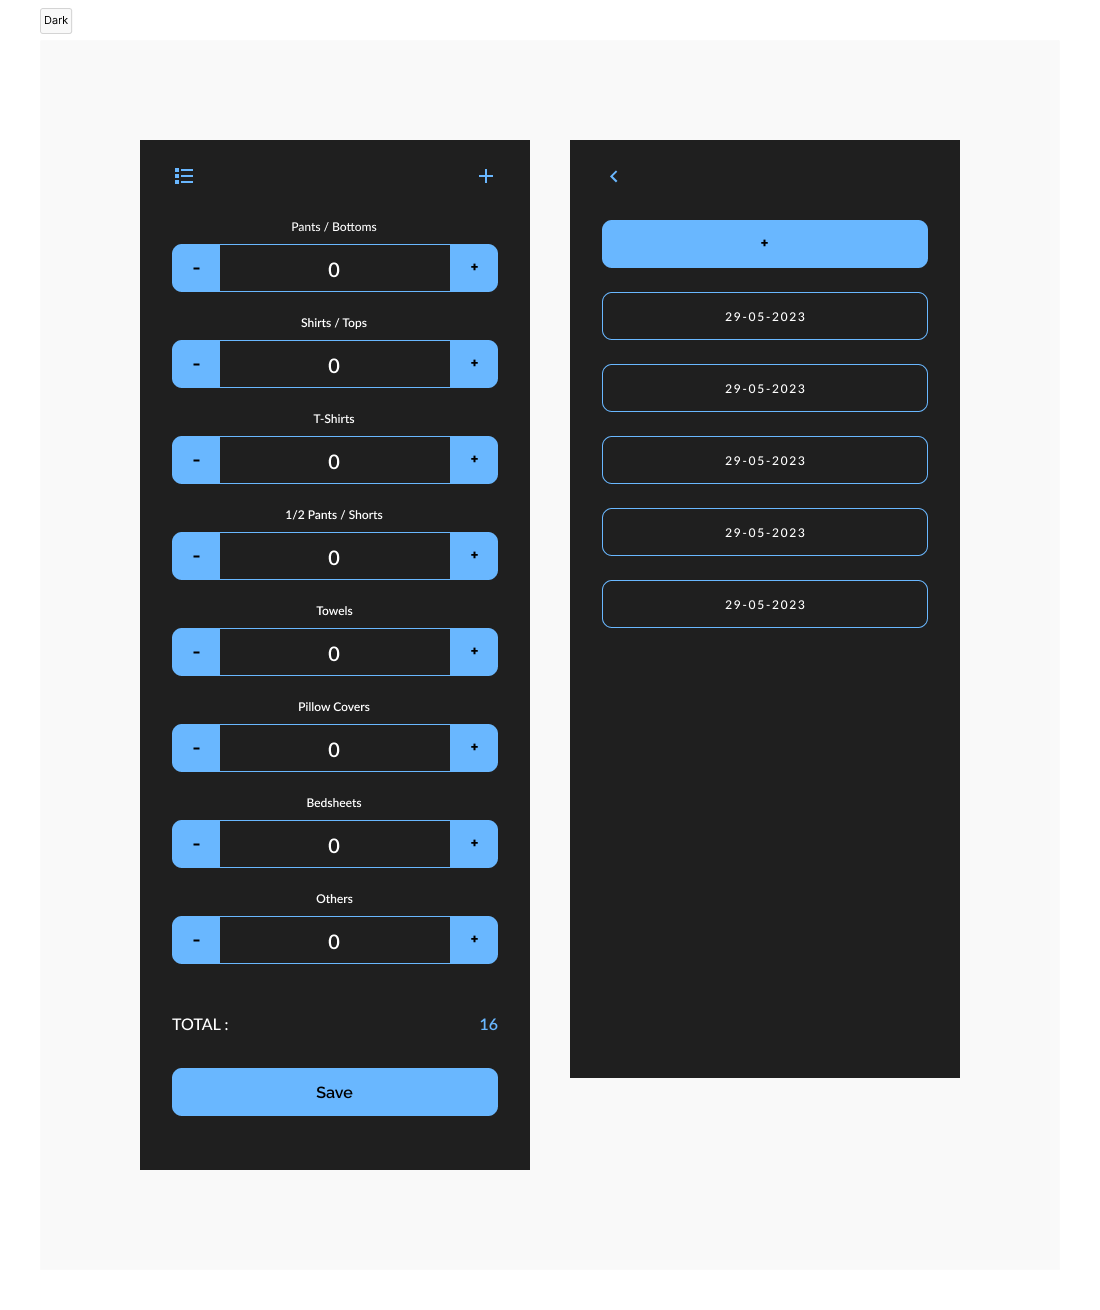 Dark
Pants / Bottoms
- 0 +
Shirts / Tops
- 0 +
T-Shirts
- 0 +
1/2 Pants / Shorts
- 0 +
Towels
- 0 +
Pillow Covers
- 0 +
Bedsheets
- 0 +
Others
- 0 +
TOTAL : 16
Save
+
29-05-2023
29-05-2023
29-05-2023
29-05-2023
29-05-2023